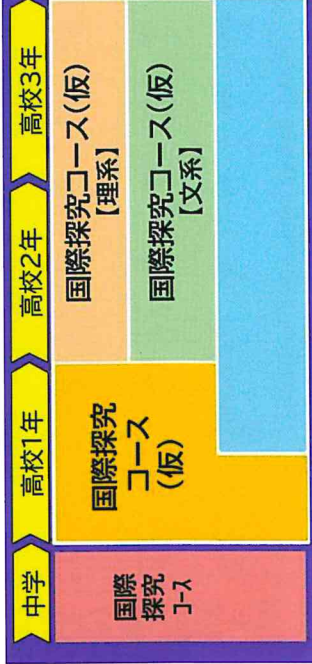 中学
高校1年
高校2年
高校3年
国際
探究
コース
国際探究
コース
(仮)
国際探究コース(仮)
【理系】
国際探究コース(仮)
【文系】